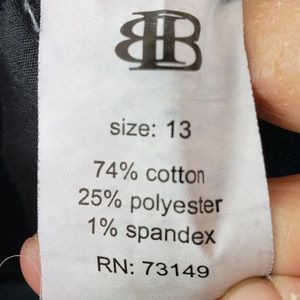 B
size: 13
74% cotton
25% polyester
1% spandex
RN: 73149